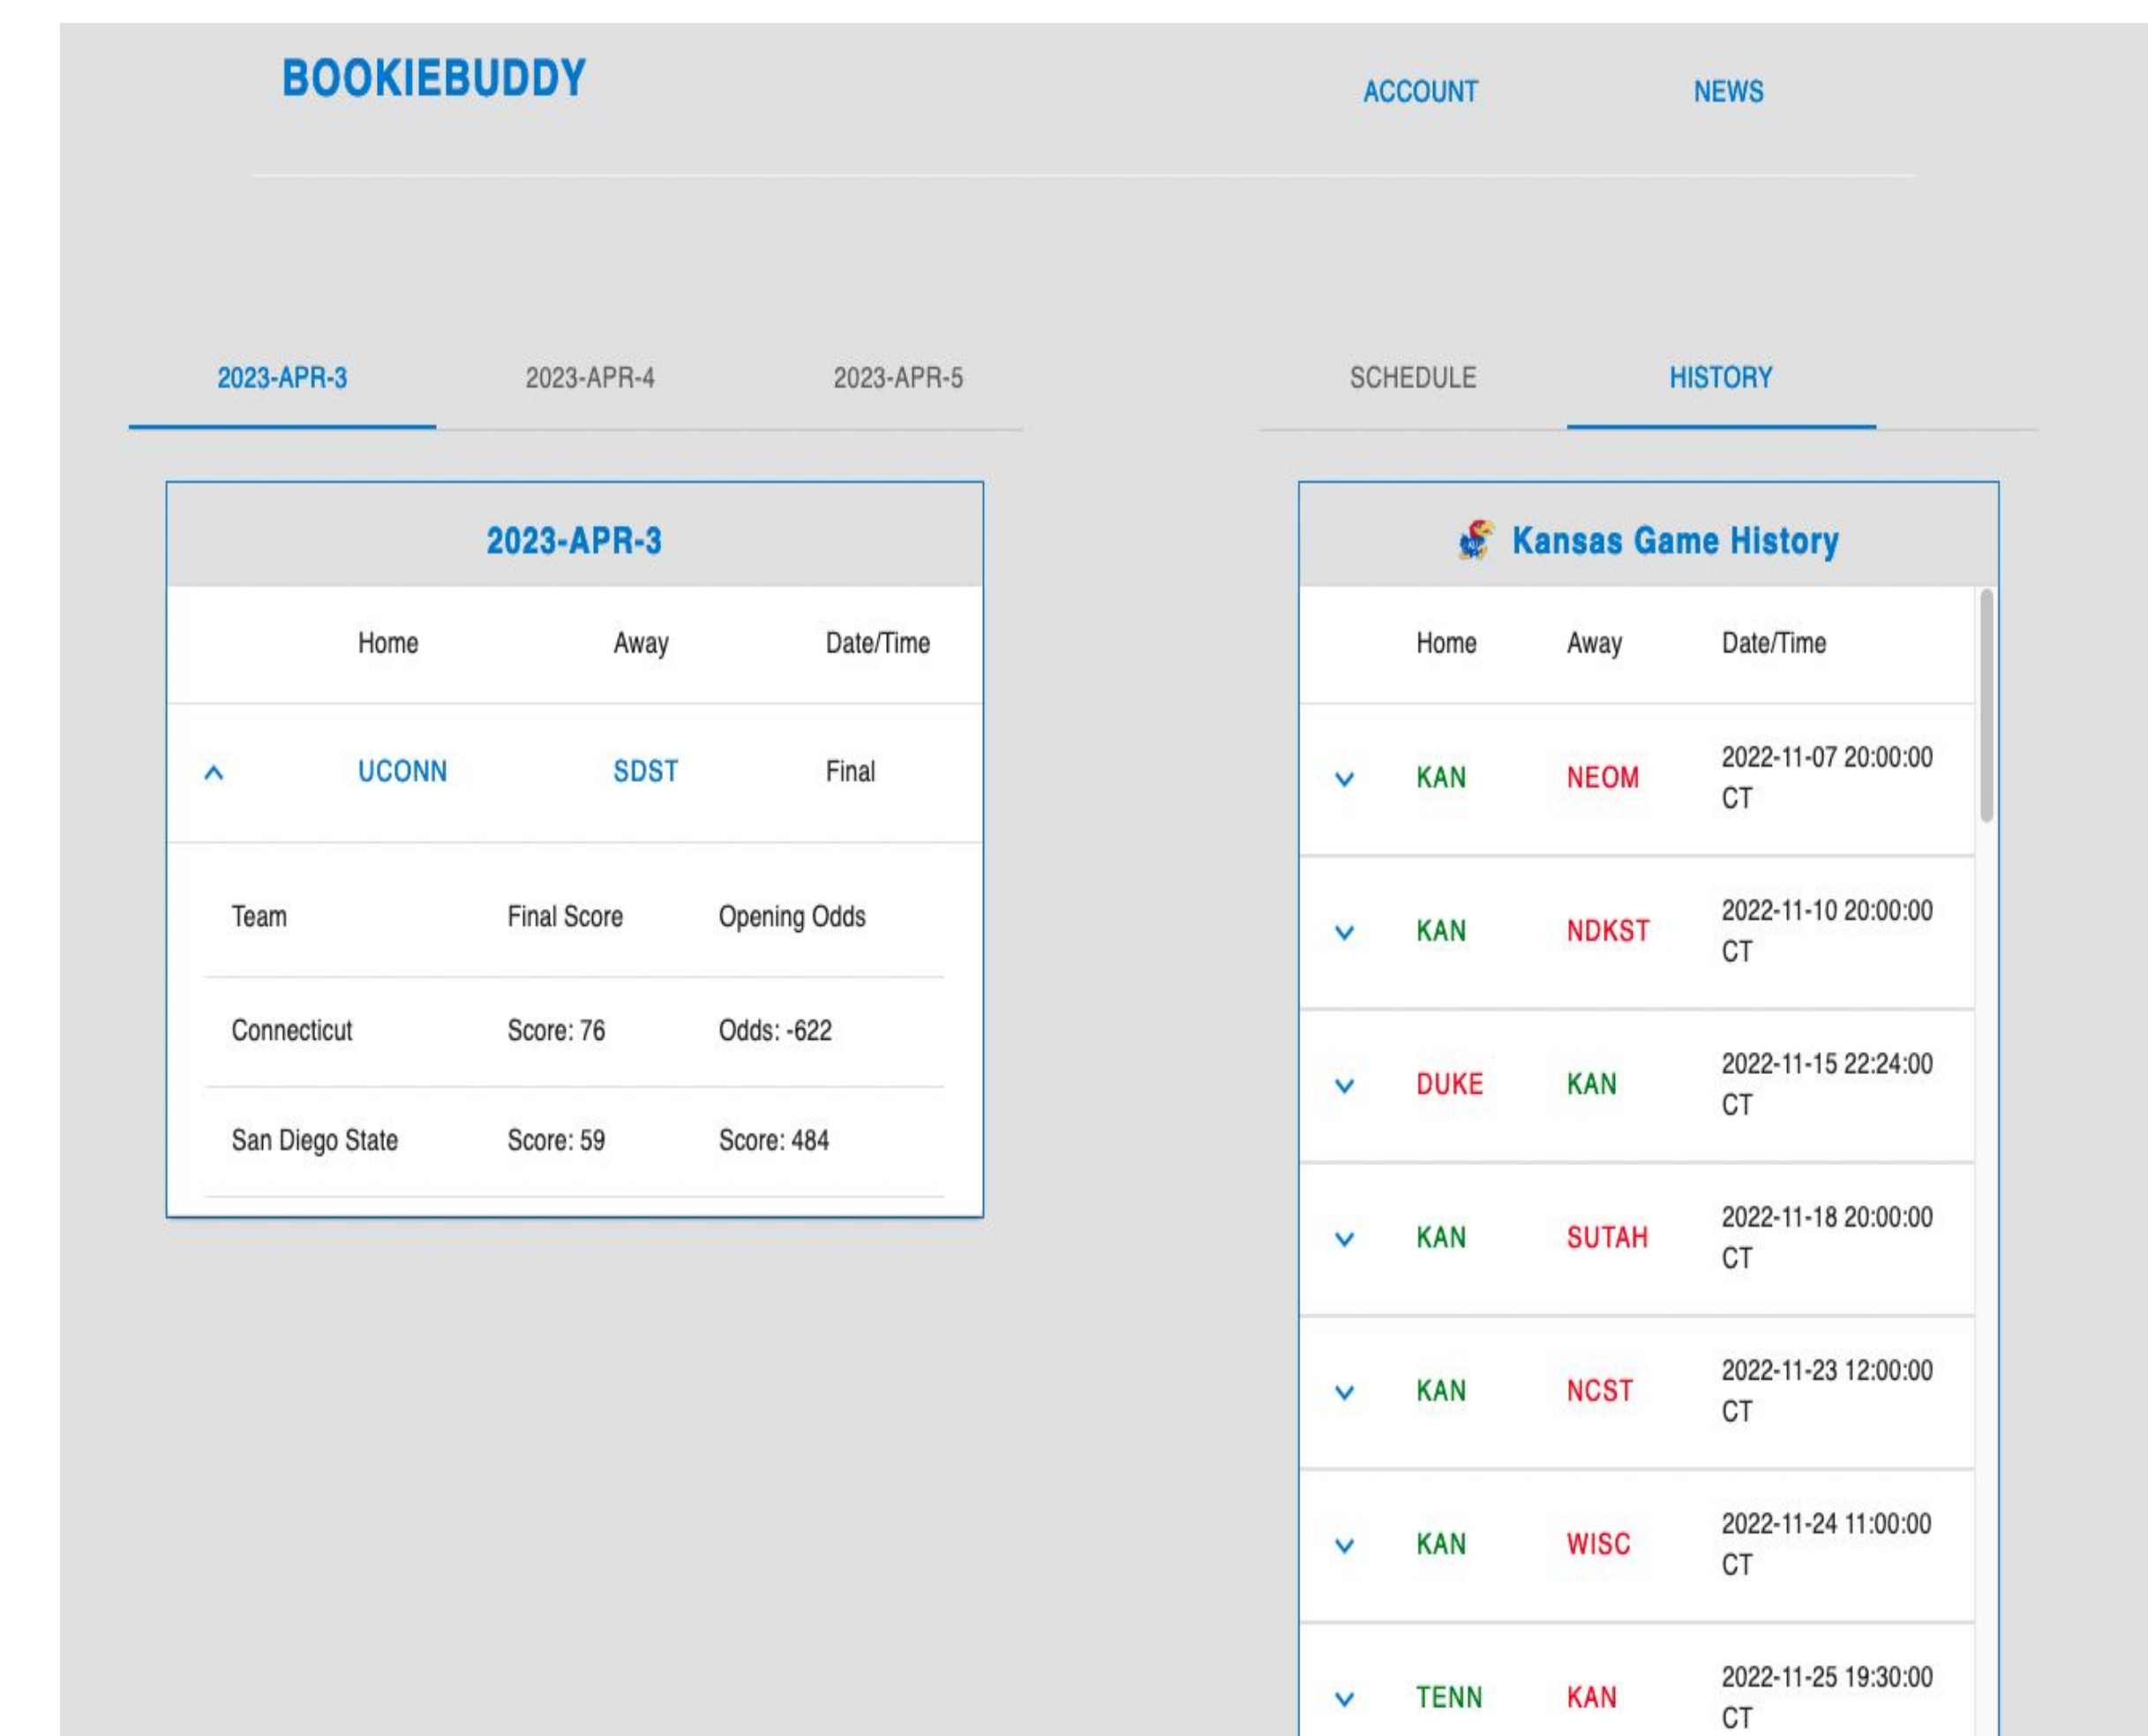 BOOKIEBUDDY
ACCOUNT
NEWS
2023-APR-3
2023-APR-4
2023-APR-5
2023-APR-3
Home Away Date/Time
UCONN SDST Final
Team Final Score Opening Odds
Connecticut Score: 76 Odds: -622
San Diego State Score: 59 Score: 484
SCHEDULE
HISTORY
Kansas Game History
Home Away Date/Time
KAN NEOM 2022-11-07 20:00:00
CT
KAN NDKST 2022-11-10 20:00:00
CT
DUKE KAN 2022-11-15 22:24:00
CT
KAN SUTAH 2022-11-18 20:00:00
CT
KAN NCST 2022-11-23 12:00:00
CT
KAN WISC 2022-11-24 11:00:00
CT
TENN KAN 2022-11-25 19:30:00
CT